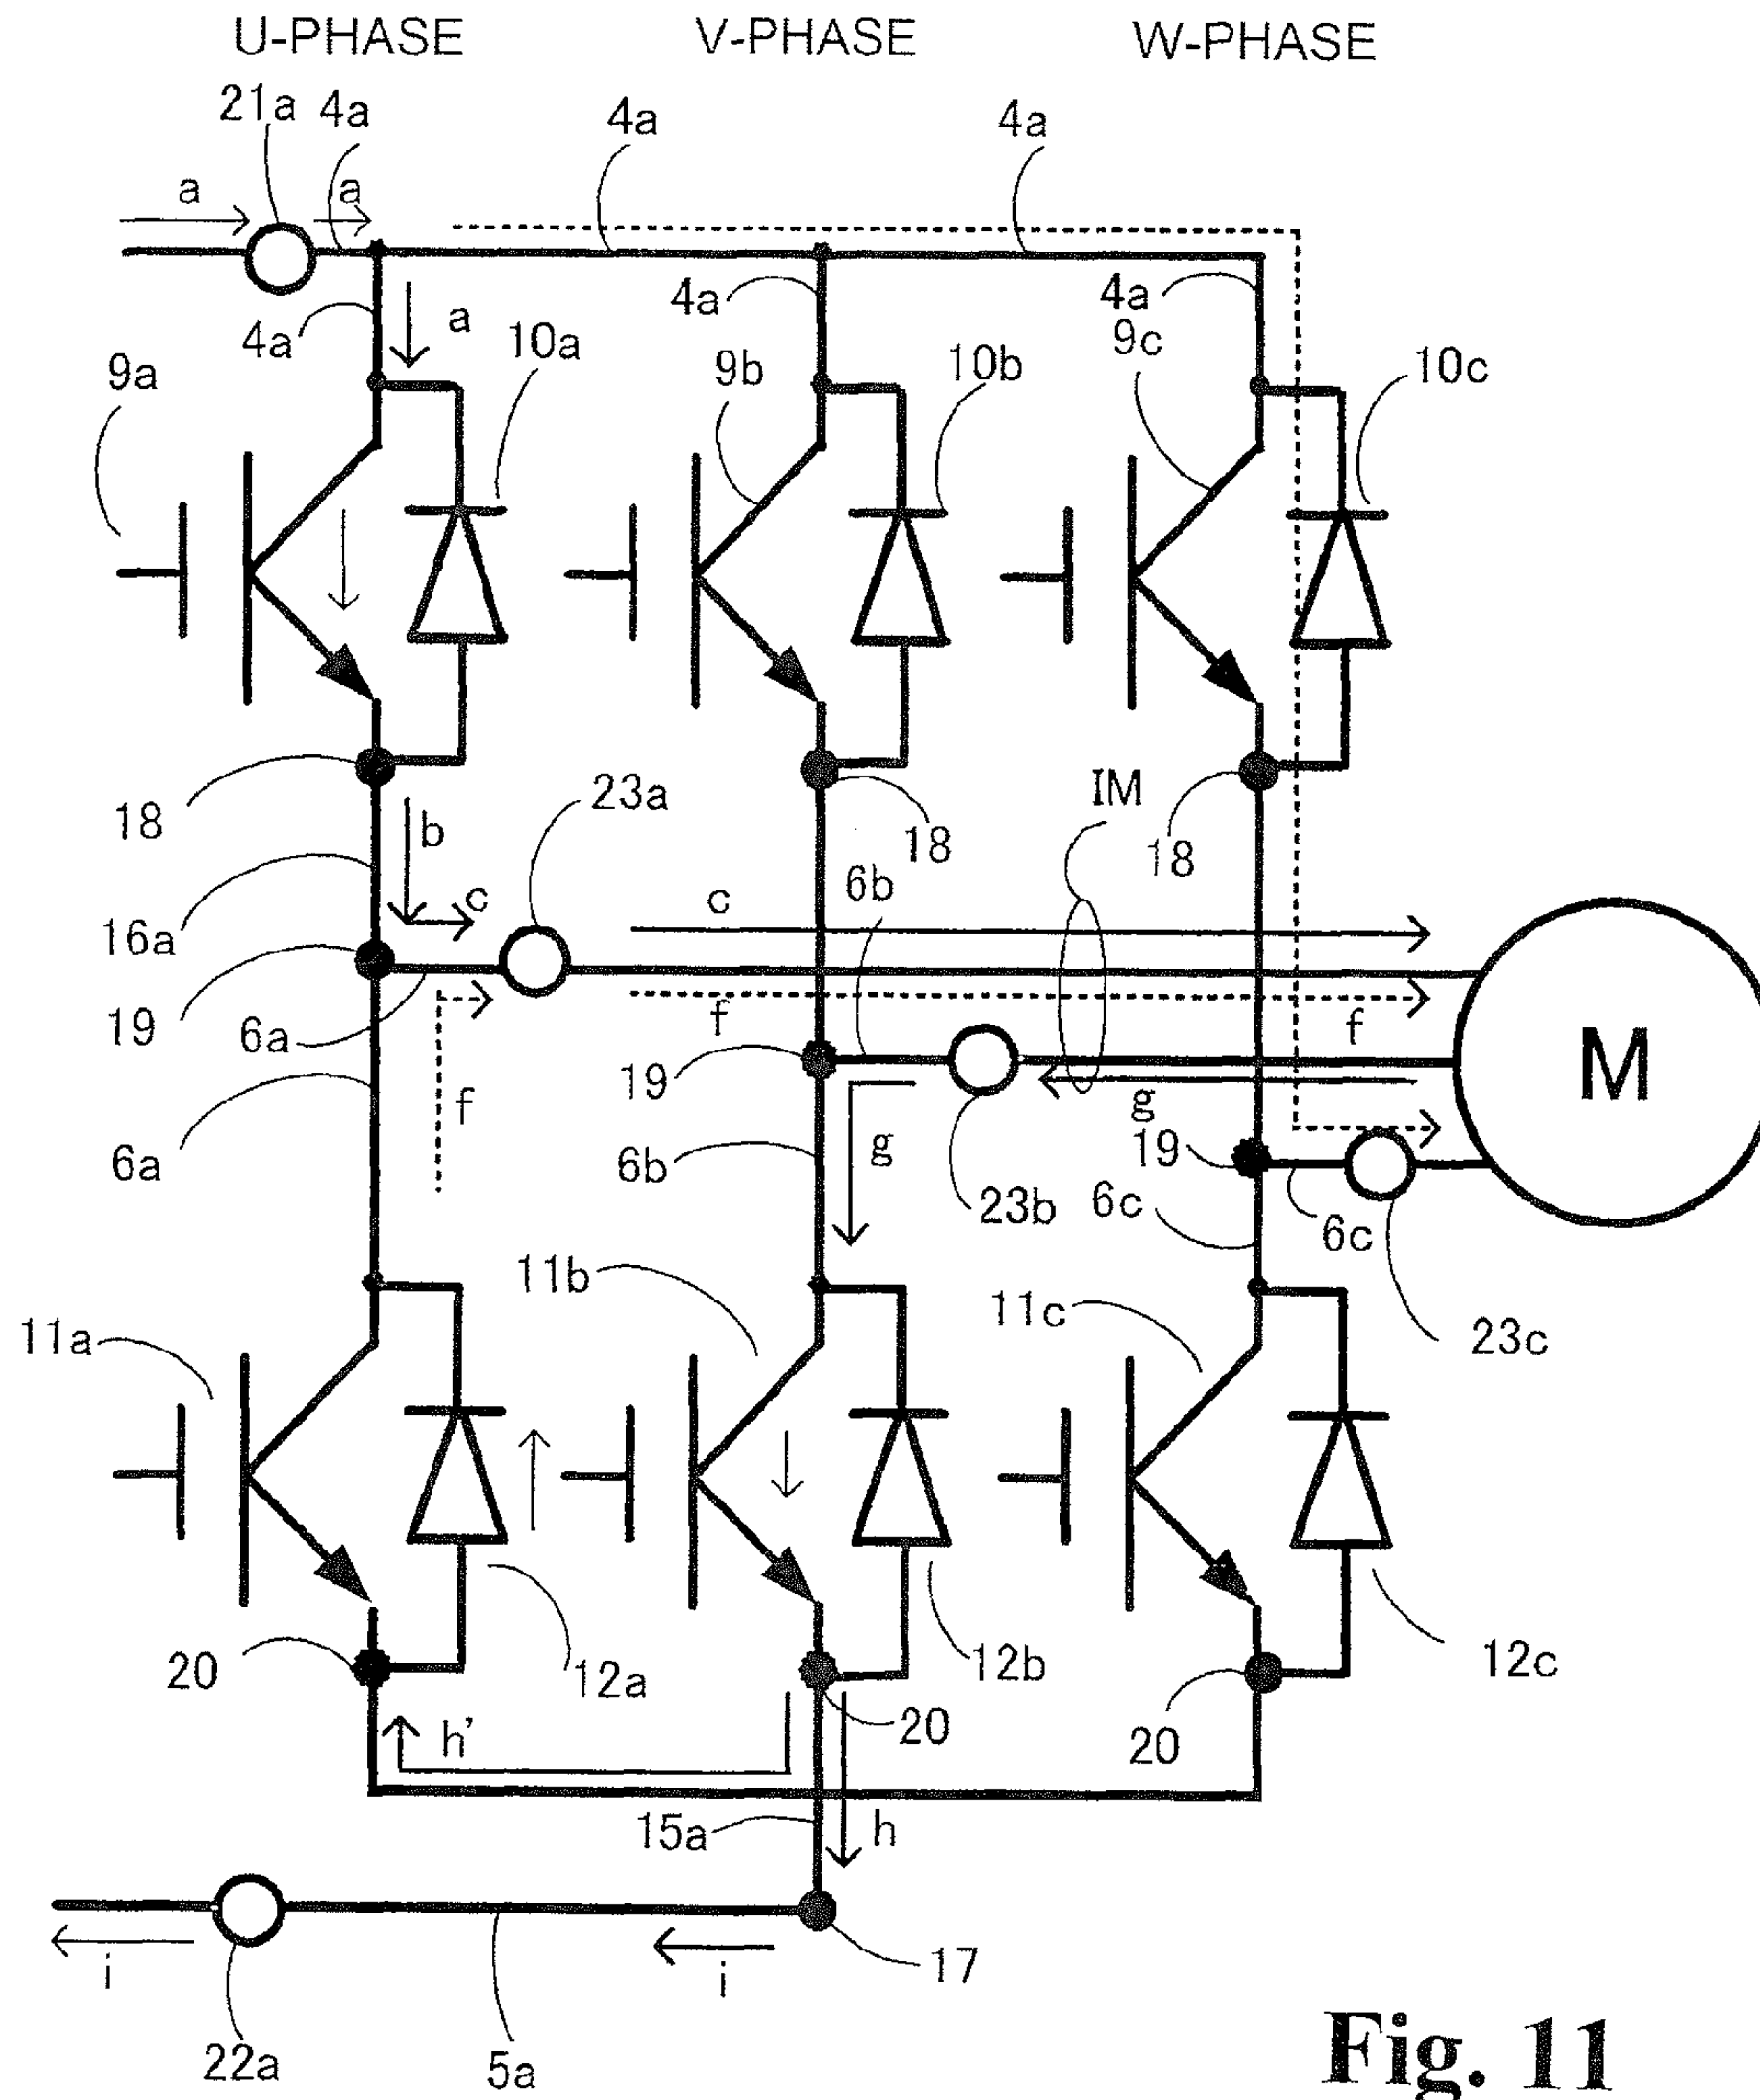 U-PHASE V-PHASE W-PHASE
21a 4a 4a 4a
a a
4a a 10a 4a 4a
9a 9b 10b 9c 10c
18 b 23a 18 IM 18
16a c c 6b
19 6a f f M
6a f 19 g g 19
6b 23b 6c 6c
11a 11b 11c 23c
20 12a 12b 12c
h' 20 20
15a h
i i 17
22a 5a
Fig. 11